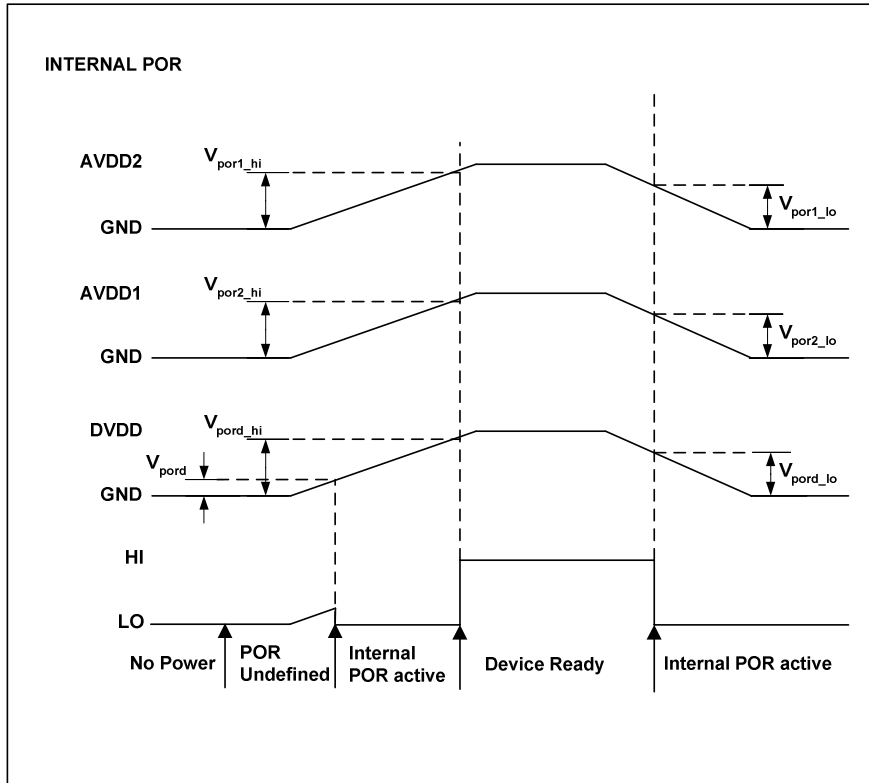 INTERNAL POR
AVDD2
V_por1_hi
GND
V_por1_lo
AVDD1
V_por2_hi
GND
V_por2_lo
DVDD
V_pord_hi
V_pord
GND
V_pord_lo
HI
LO
No Power
POR
Undefined
Internal
POR active
Device Ready
Internal POR active